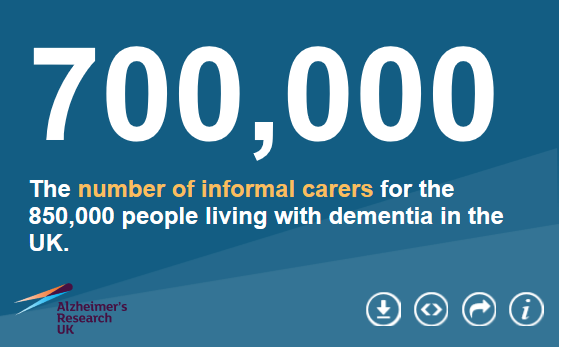 700,000
The number of informal carers for the
850,000 people living with dementia in the
UK.
Alzheimer's
Research
UK
i